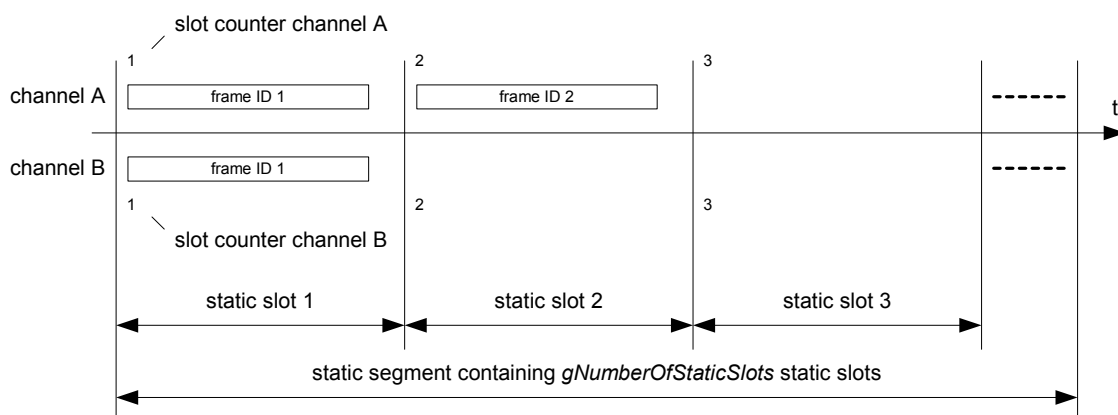 slot counter channel A
1
2
3
channel A
frame ID 1
frame ID 2
t
channel B
frame ID 1
1
2
3
slot counter channel B
static slot 1
static slot 2
static slot 3
static segment containing gNumberOfStaticSlots static slots